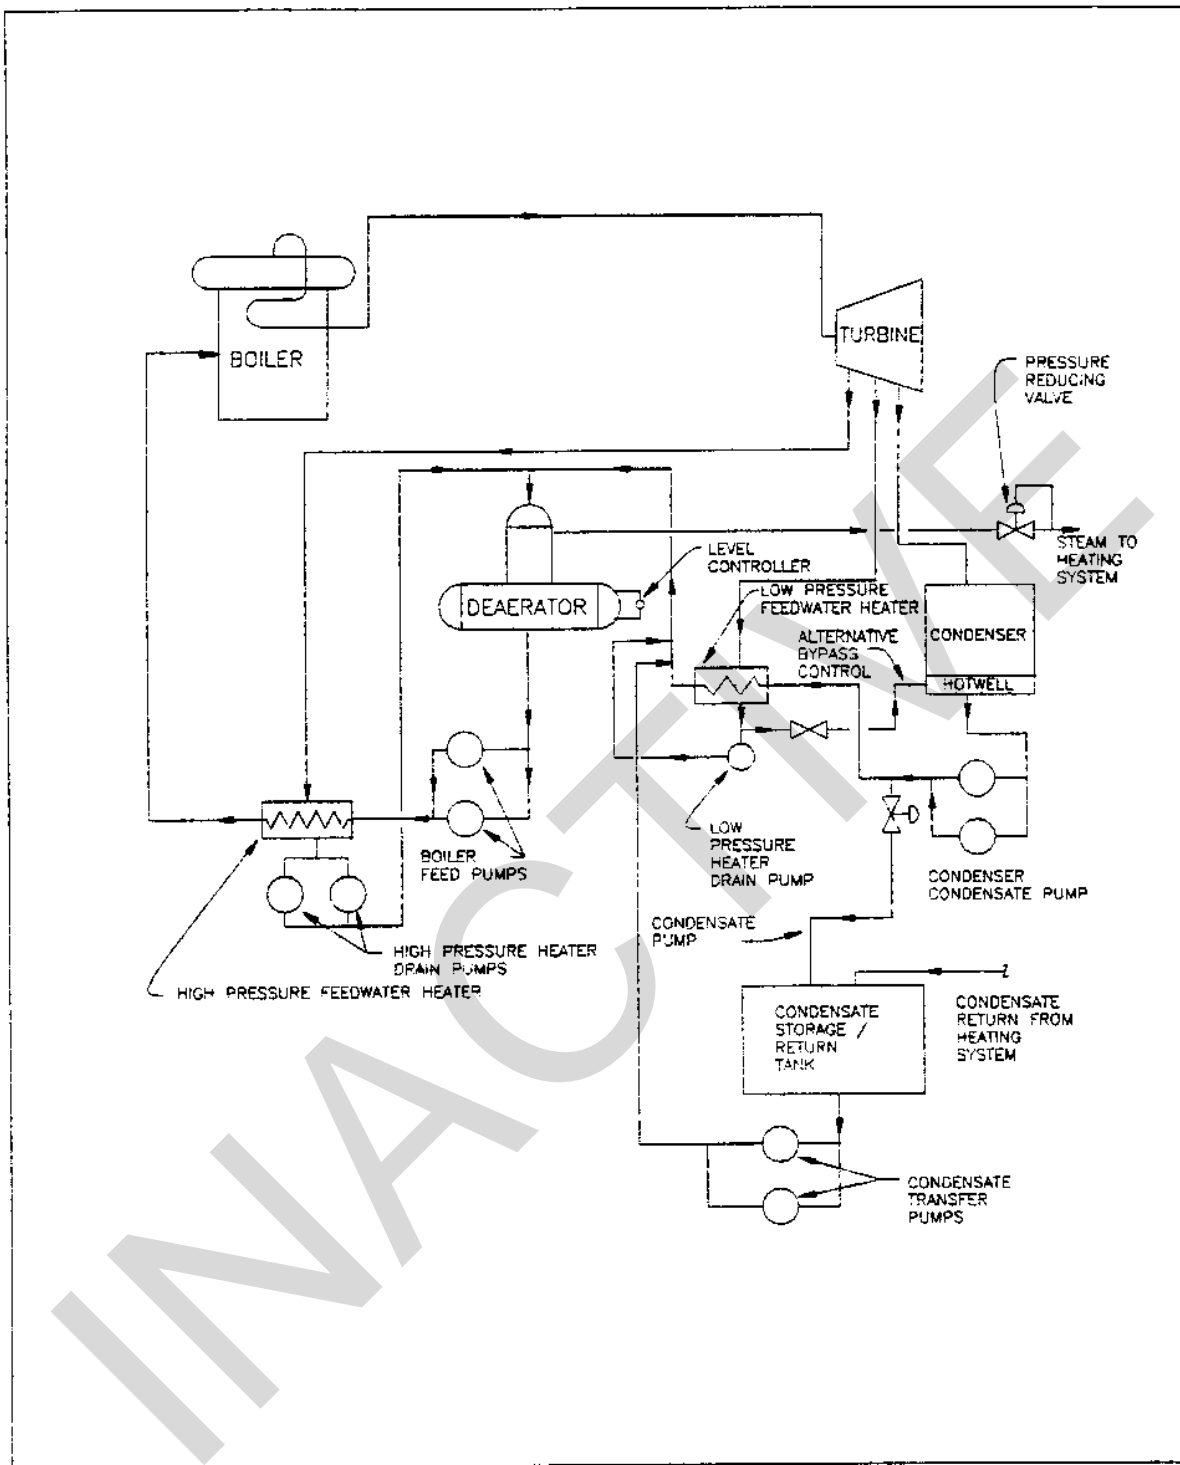 BOILER
TURBINE
PRESSURE
REDUCING
VALVE
STEAM TO
HEATING
SYSTEM
LEVEL
CONTROLLER
LOW PRESSURE
FEEDWATER HEATER
DEAERATOR
ALTERNATIVE
BYPASS
CONTROL
CONDENSER
HOTWELL
BOILER
FEED PUMPS
LOW
PRESSURE
HEATER
DRAIN PUMP
CONDENSER
CONDENSATE PUMP
CONDENSATE
PUMP
HIGH PRESSURE HEATER
DRAIN PUMPS
HIGH PRESSURE FEEDWATER HEATER
CONDENSATE
STORAGE /
RETURN
TANK
CONDENSATE
RETURN FROM
HEATING
SYSTEM
CONDENSATE
TRANSFER
PUMPS
INACTIVE